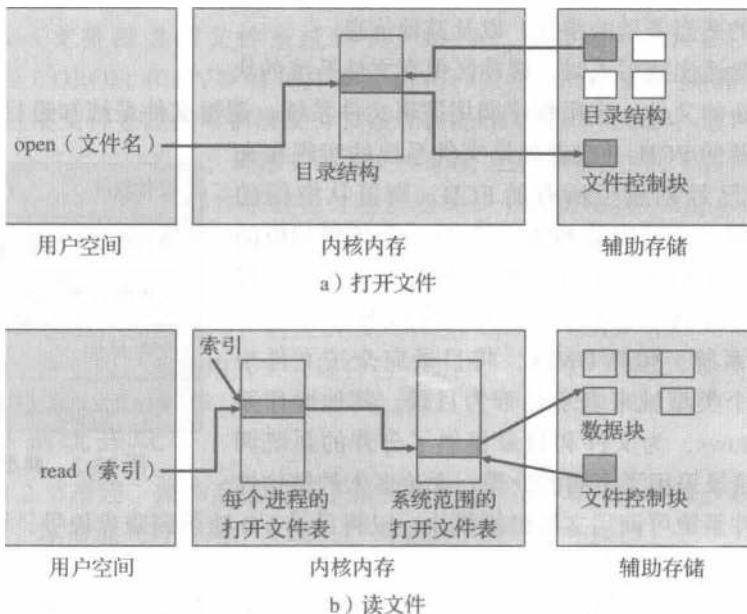 目录结构
open（文件名）
目录结构
文件控制块
用户空间
内核内存
辅助存储
a）打开文件
索引
数据块
read（索引）
每个进程的
打开文件表
系统范围的
打开文件表
文件控制块
用户空间
内核内存
辅助存储
b）读文件